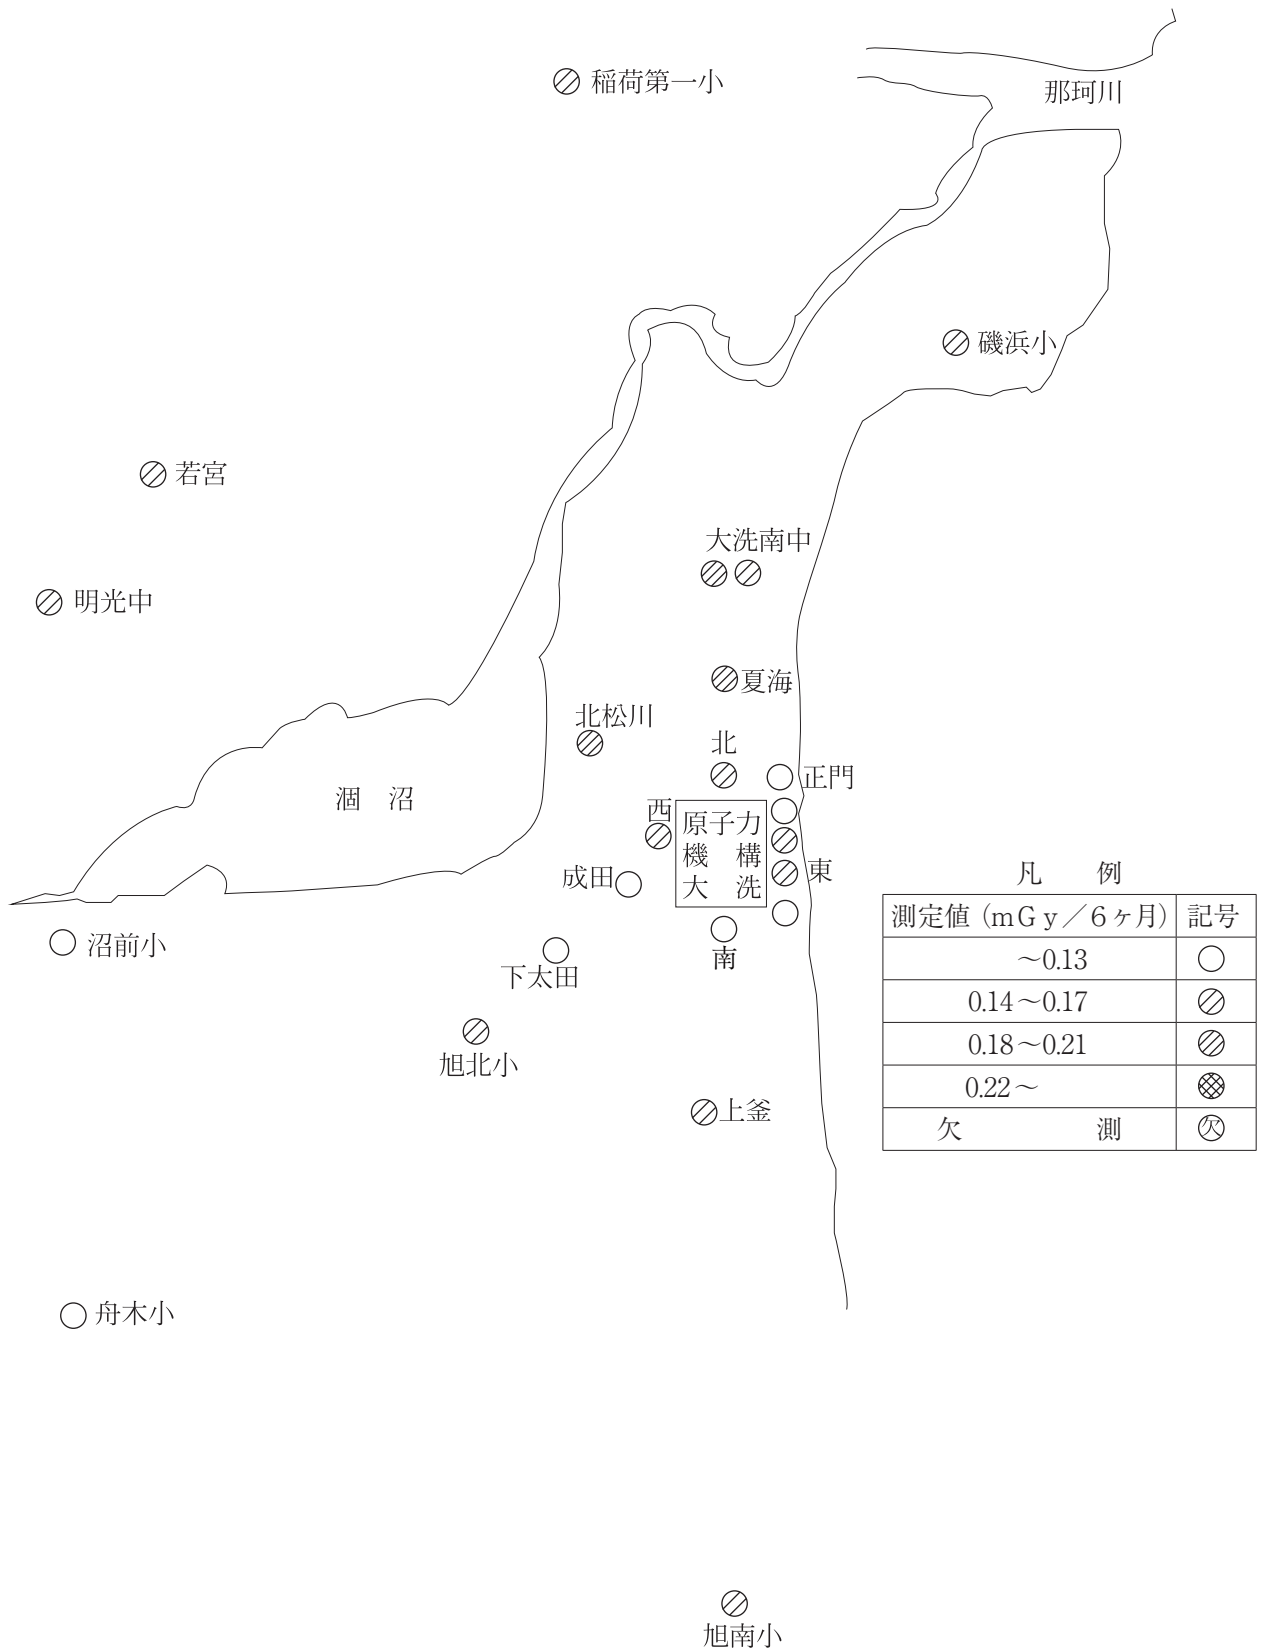 稲荷第一小
那珂川
磯浜小
若宮
大洗南中
明光中
夏海
北松川
北
正門
涸 沼
西
原子力
機 構
大 洗
東
成田
南
沼前小
下太田
旭北小
上釜
舟木小
旭南小
凡 例
測定値(mGy/6ヶ月) 記号
~0.13
0.14~0.17
0.18~0.21
0.22~
欠 測 欠